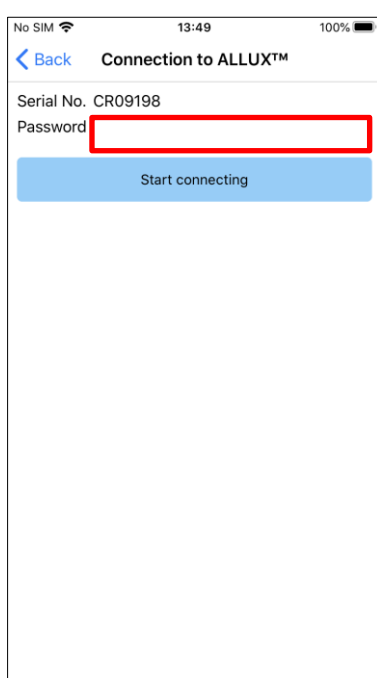 No SIM 13:49 100%
Back Connection to ALLUX™
Serial No. CR09198
Password
Start connecting